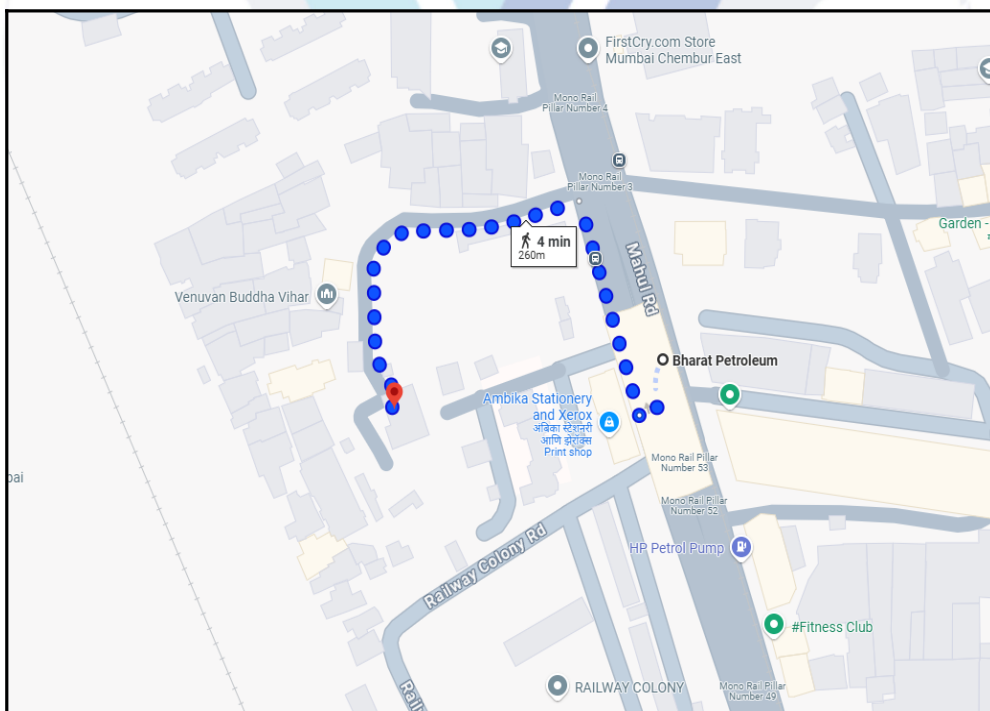 FirstCry.com Store
Mumbai Chembur East
Mono Rail
Pillar Number 4
Mono Rail
Pillar Number 3
Garden -
4 min
260m
Mahul Rd
Venuvan Buddha Vihar
Bharat Petroleum
Ambika Stationery
and Xerox
अंबिका स्टेशनरी
आणि झेरॉक्स
Print shop
Mono Rail Pillar
Number 53
bai
Mono Rail Pillar
Number 52
HP Petrol Pump
Railway Colony Rd
#Fitness Club
RAILWAY COLONY
Mono Rail Pillar
Number 49